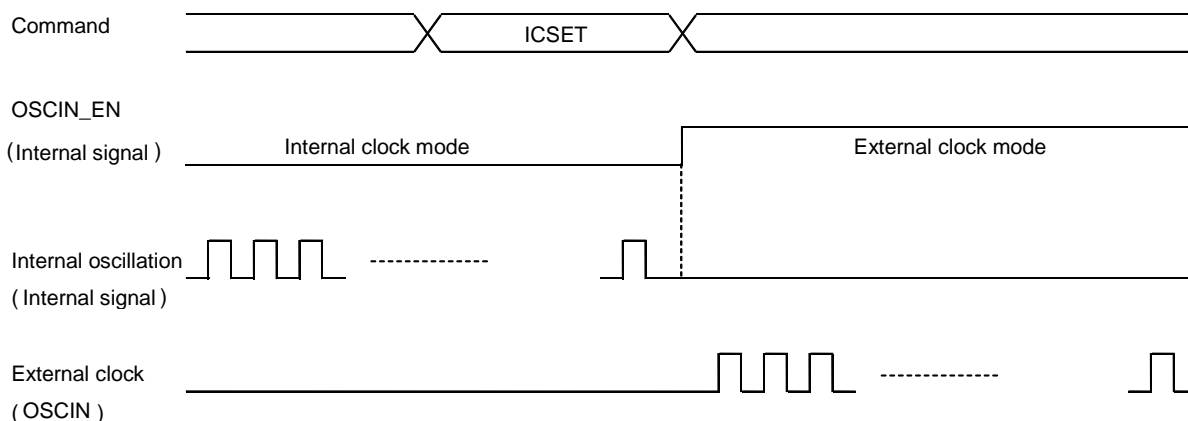 Command
ICSET
OSCIN_EN
(Internal signal )
Internal clock mode
External clock mode
Internal oscillation
( Internal signal )
External clock
( OSCIN )